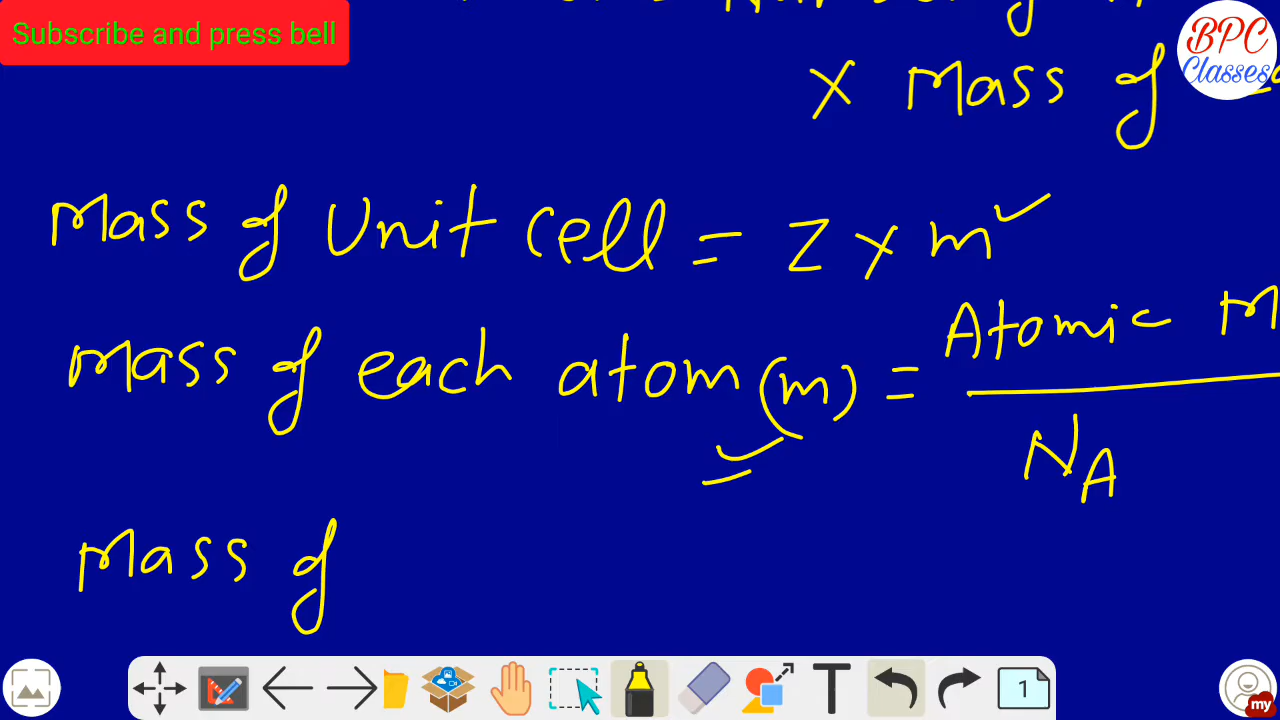 Subscribe and press bell
BPC
Classes
X Mass of
Mass of Unit cell = Z x m
Mass of each atom (m) = Atomic M
N_A
Mass of
1
my